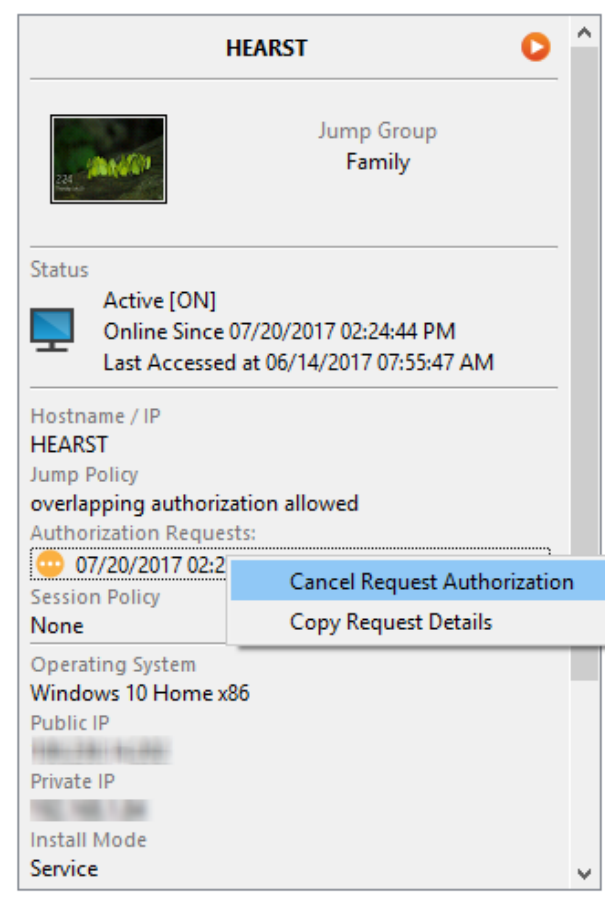 HEARST
Jump Group
Family
224
Status
Active [ON]
Online Since 07/20/2017 02:24:44 PM
Last Accessed at 06/14/2017 07:55:47 AM
Hostname / IP
HEARST
Jump Policy
overlapping authorization allowed
Authorization Requests:
07/20/2017 02:2
Cancel Request Authorization
Copy Request Details
Session Policy
None
Operating System
Windows 10 Home x86
Public IP
Private IP
Install Mode
Service